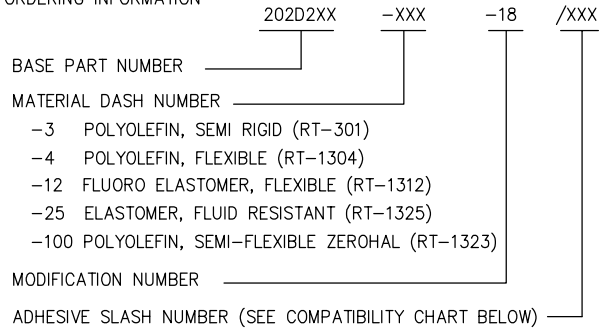 ORDERING INFORMATION
202D2XX -XXX -18 /XXX
BASE PART NUMBER
MATERIAL DASH NUMBER
-3 POLYOLEFIN, SEMI RIGID (RT-301)
-4 POLYOLEFIN, FLEXIBLE (RT-1304)
-12 FLUORO ELASTOMER, FLEXIBLE (RT-1312)
-25 ELASTOMER, FLUID RESISTANT (RT-1325)
-100 POLYOLEFIN, SEMI-FLEXIBLE ZEROHAL (RT-1323)
MODIFICATION NUMBER
ADHESIVE SLASH NUMBER (SEE COMPATIBILITY CHART BELOW)